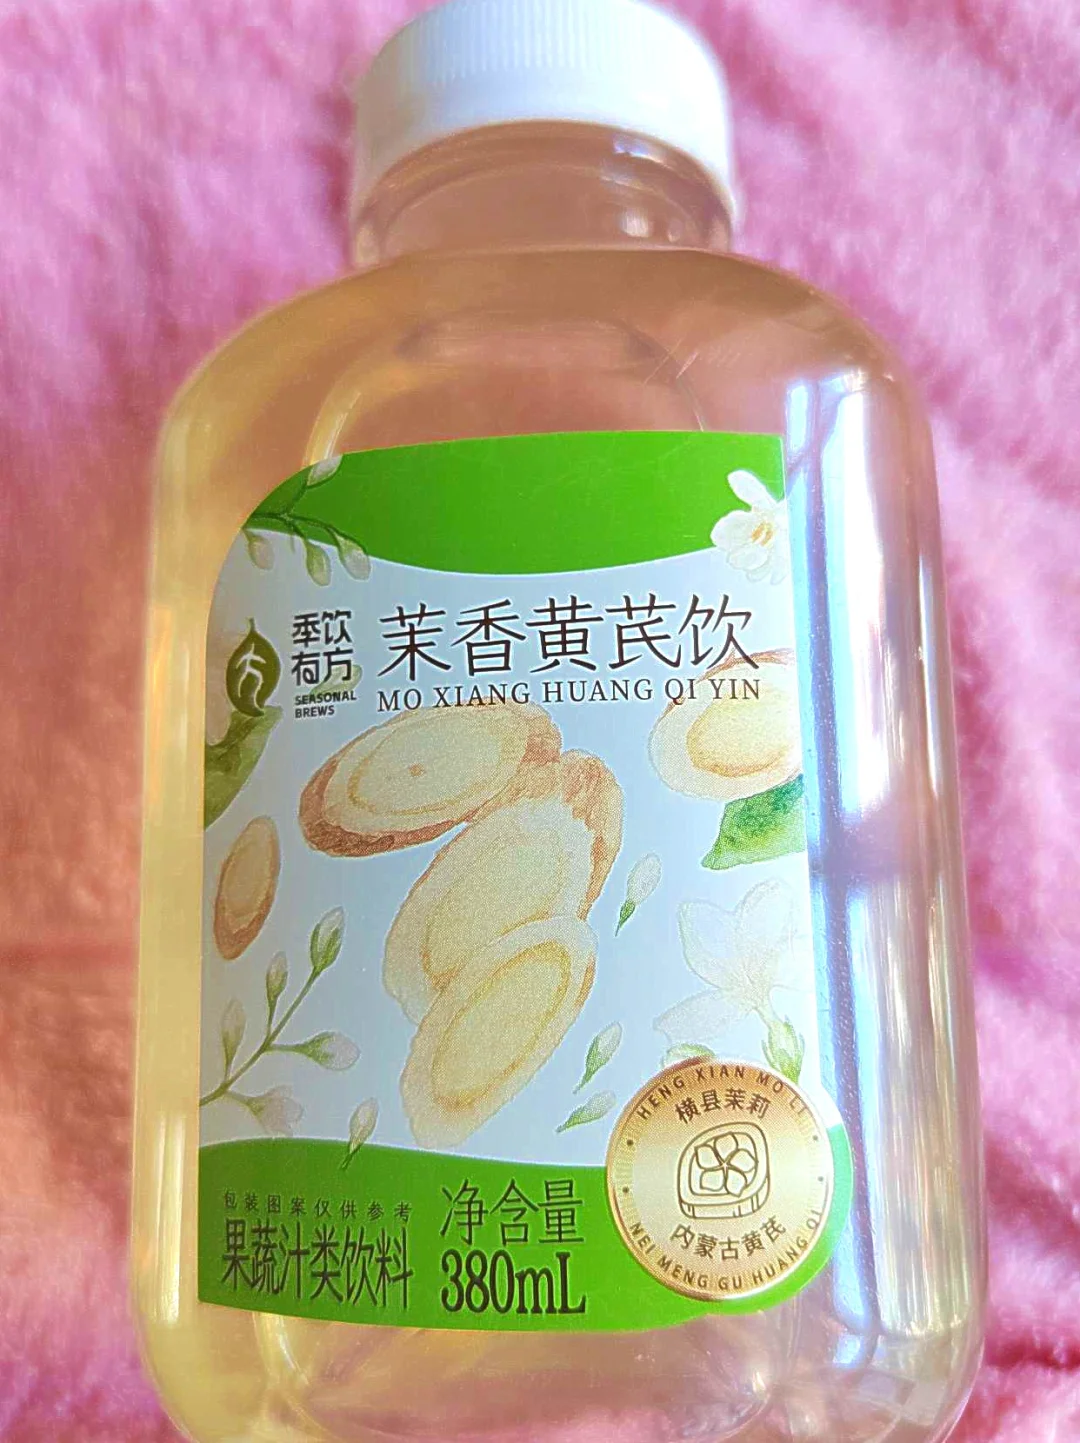 季饮
有方
SEASONAL
BREWS
茉香黄芪饮
MO XIANG HUANG QI YIN
HENG XIAN MO LI
横县茉莉
内蒙古黄芪
NEI MENG GU HUANG QI
包装图案仅供参考
果蔬汁类饮料
净含量
380mL